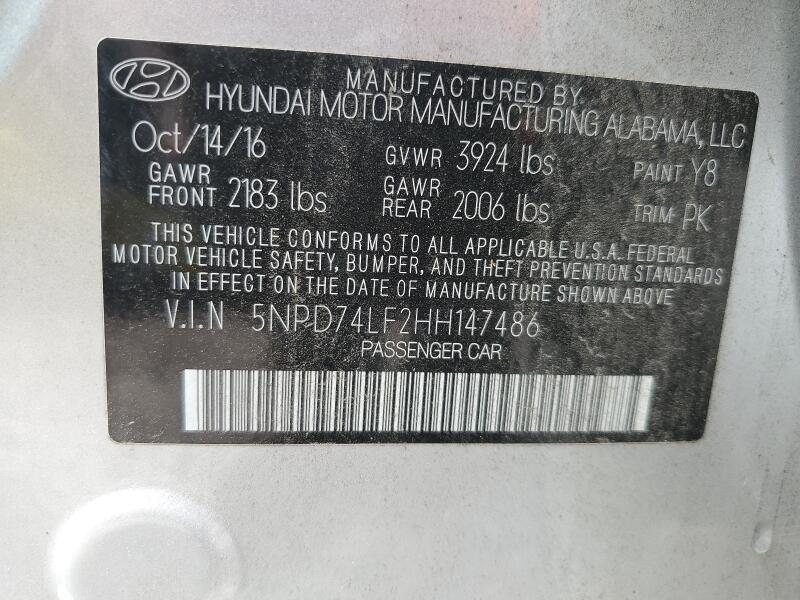 MANUFACTURED BY
HYUNDAI MOTOR MANUFACTURING ALABAMA, LLC
Oct/14/16 GVWR 3924 lbs PAINT Y8
GAWR FRONT 2183 lbs GAWR REAR 2006 lbs TRIM PK
THIS VEHICLE CONFORMS TO ALL APPLICABLE U.S.A. FEDERAL
MOTOR VEHICLE SAFETY, BUMPER, AND THEFT PREVENTION STANDARDS
IN EFFECT ON THE DATE OF MANUFACTURE SHOWN ABOVE
V.I.N 5NPD74LF2HH147486
PASSENGER CAR